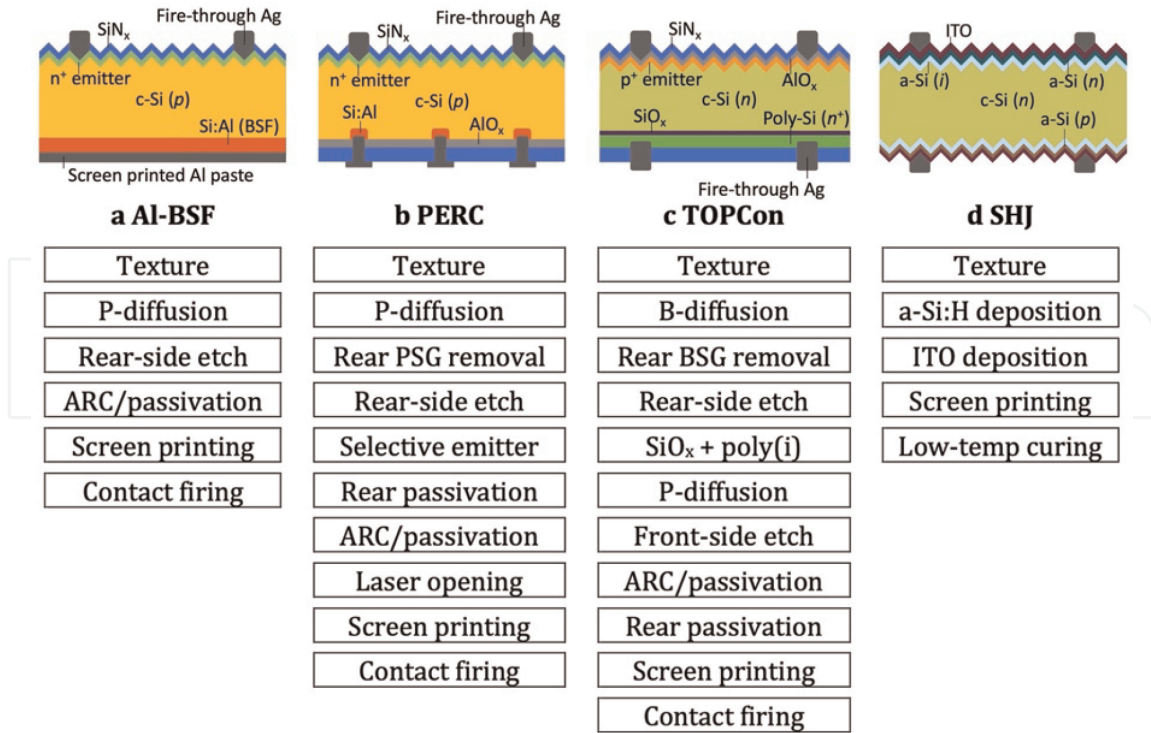 SiNₓ
Fire-through Ag
n⁺ emitter
c-Si (p)
Si:Al (BSF)
Screen printed Al paste
a Al-BSF
Texture
P-diffusion
Rear-side etch
ARC/passivation
Screen printing
Contact firing
SiNₓ
Fire-through Ag
n⁺ emitter
c-Si (p)
Si:Al
AlOₓ
b PERC
Texture
P-diffusion
Rear PSG removal
Rear-side etch
Selective emitter
Rear passivation
ARC/passivation
Laser opening
Screen printing
Contact firing
SiNₓ
p⁺ emitter
AlOₓ
c-Si (n)
SiOₓ
Poly-Si (n⁺)
Fire-through Ag
c TOPCon
Texture
B-diffusion
Rear BSG removal
Rear-side etch
SiOₓ + poly(i)
P-diffusion
Front-side etch
ARC/passivation
Rear passivation
Screen printing
Contact firing
ITO
a-Si (i)
a-Si (n)
c-Si (n)
a-Si (p)
d SHJ
Texture
a-Si:H deposition
ITO deposition
Screen printing
Low-temp curing